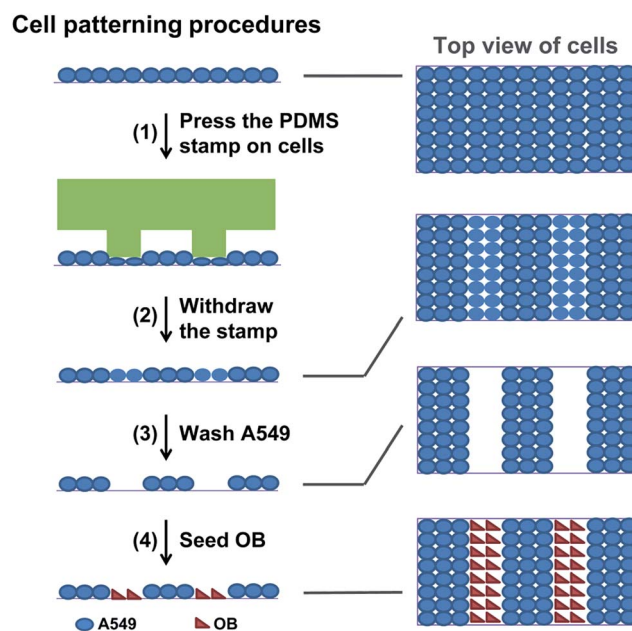 Cell patterning procedures
Top view of cells
(1) Press the PDMS
stamp on cells
(2) Withdraw
the stamp
(3) Wash A549
(4) Seed OB
A549
OB